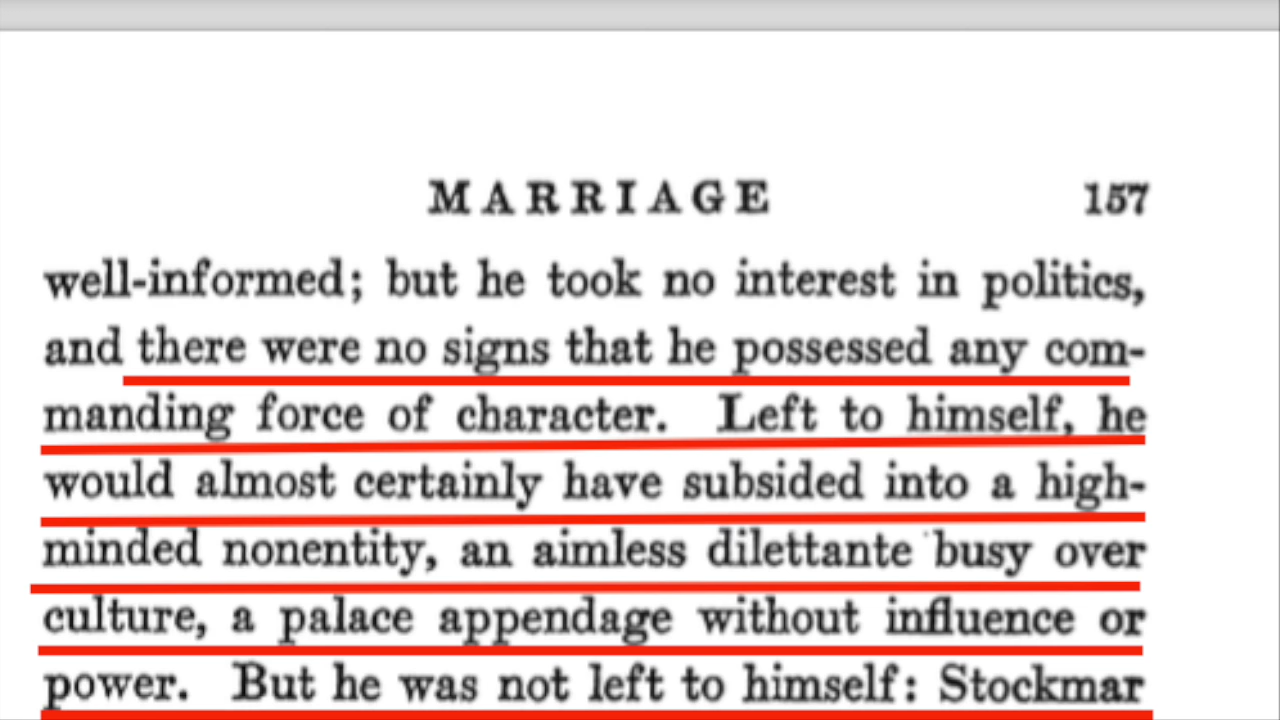 MARRIAGE 157
well-informed; but he took no interest in politics,
and there were no signs that he possessed any com-
manding force of character. Left to himself, he
would almost certainly have subsided into a high-
minded nonentity, an aimless dilettante busy over
culture, a palace appendage without influence or
power. But he was not left to himself: Stockmar